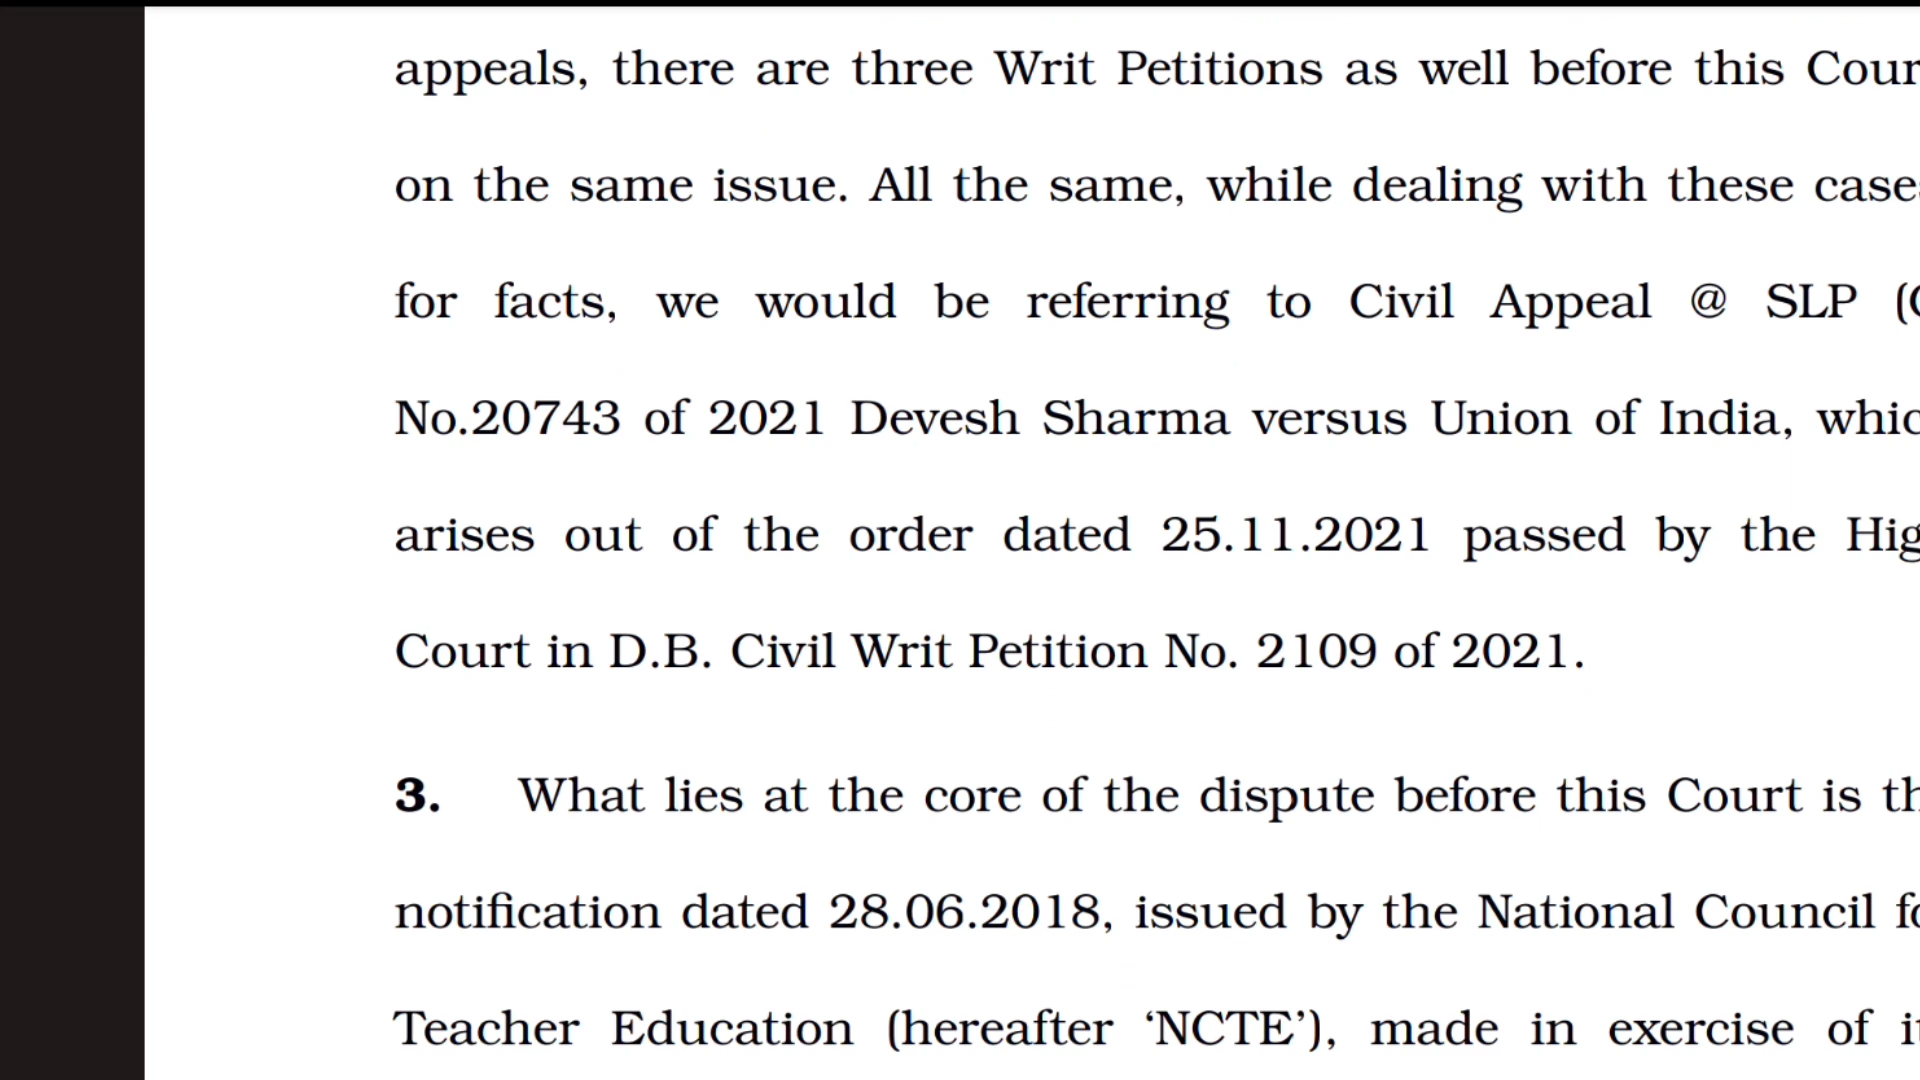 appeals, there are three Writ Petitions as well before this Cour
on the same issue. All the same, while dealing with these case
for facts, we would be referring to Civil Appeal @ SLP (
No.20743 of 2021 Devesh Sharma versus Union of India, whic
arises out of the order dated 25.11.2021 passed by the Hig
Court in D.B. Civil Writ Petition No. 2109 of 2021.
3. What lies at the core of the dispute before this Court is th
notification dated 28.06.2018, issued by the National Council fo
Teacher Education (hereafter ‘NCTE’), made in exercise of it